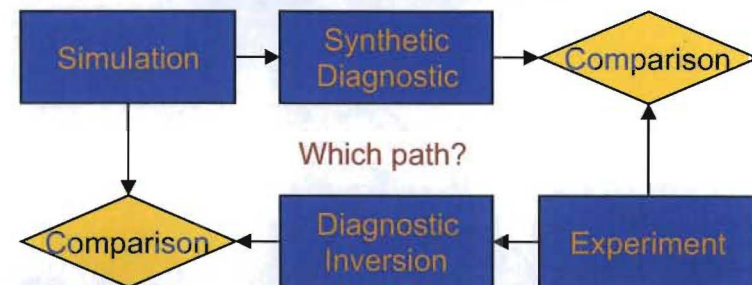 Simulation
Synthetic
Diagnostic
Comparison
Which path?
Comparison
Diagnostic
Inversion
Experiment